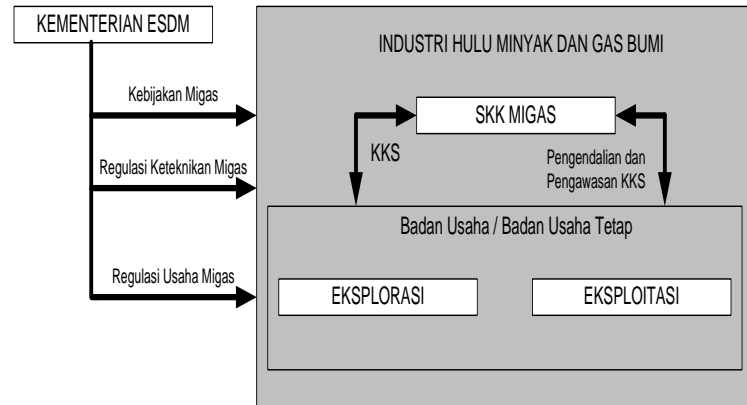 KEMENTERIAN ESDM
INDUSTRI HULU MINYAK DAN GAS BUMI
Kebijakan Migas
SKK MIGAS
KKS
Pengendalian dan
Pengawasan KKS
Regulasi Keteknikan Migas
Badan Usaha / Badan Usaha Tetap
Regulasi Usaha Migas
EKSPLORASI
EKSPLOITASI